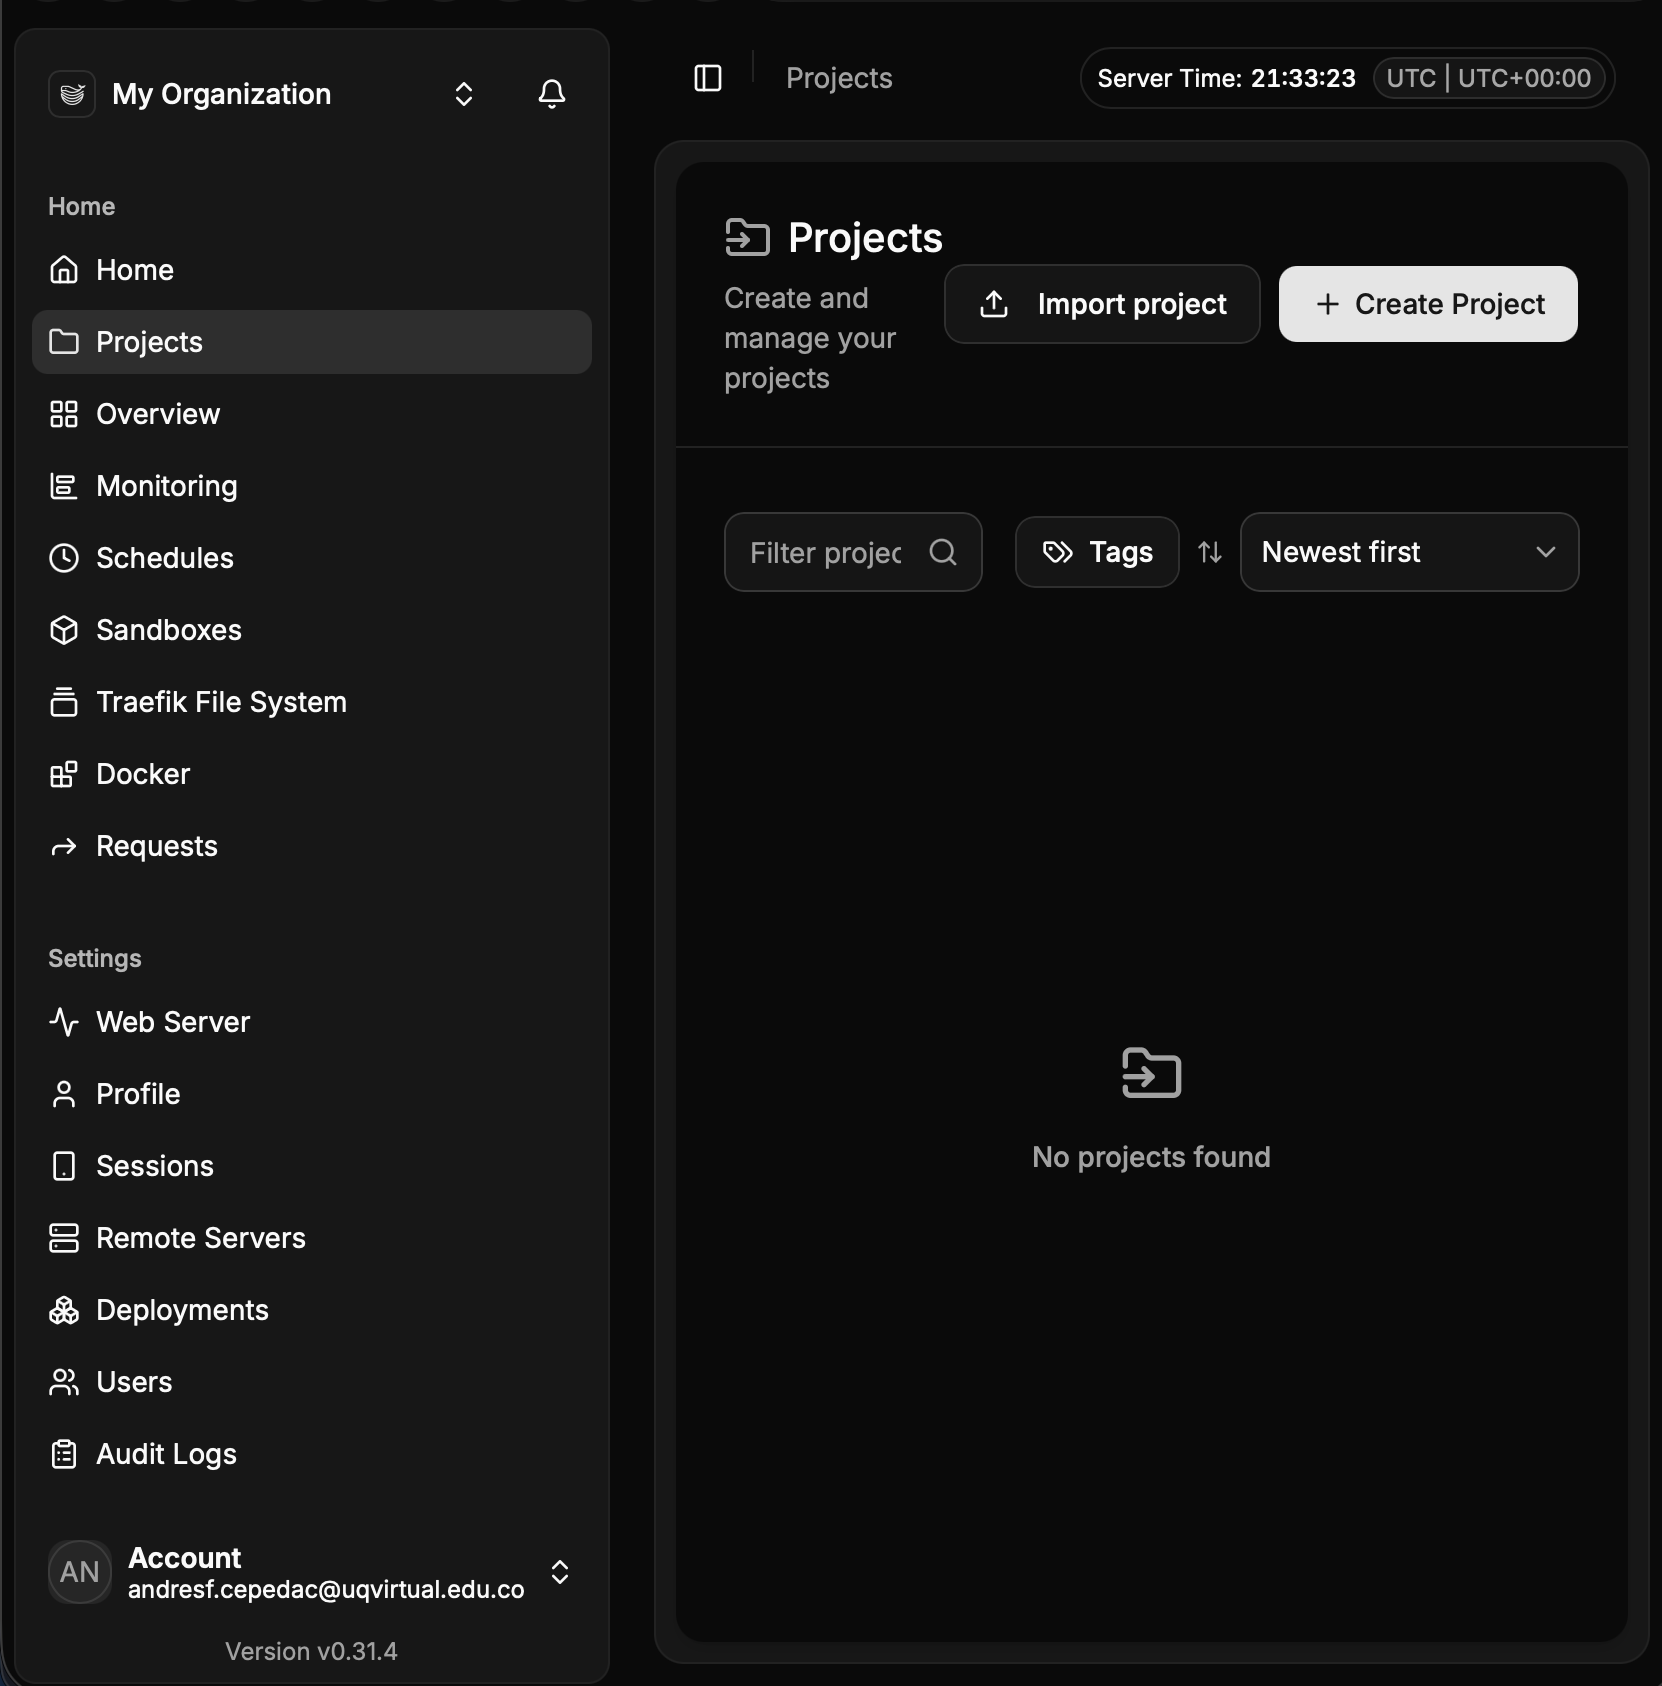 My Organization
Home
Home
Projects
Overview
Monitoring
Schedules
Sandboxes
Traefik File System
Docker
Requests
Settings
Web Server
Profile
Sessions
Remote Servers
Deployments
Users
Audit Logs
AN
Account
andresf.cepedac@uqvirtual.edu.co
Version v0.31.4
Projects
Server Time: 21:33:23 UTC | UTC+00:00
Projects
Create and
manage your
projects
Import project
Create Project
Filter projec
Tags
Newest first
No projects found